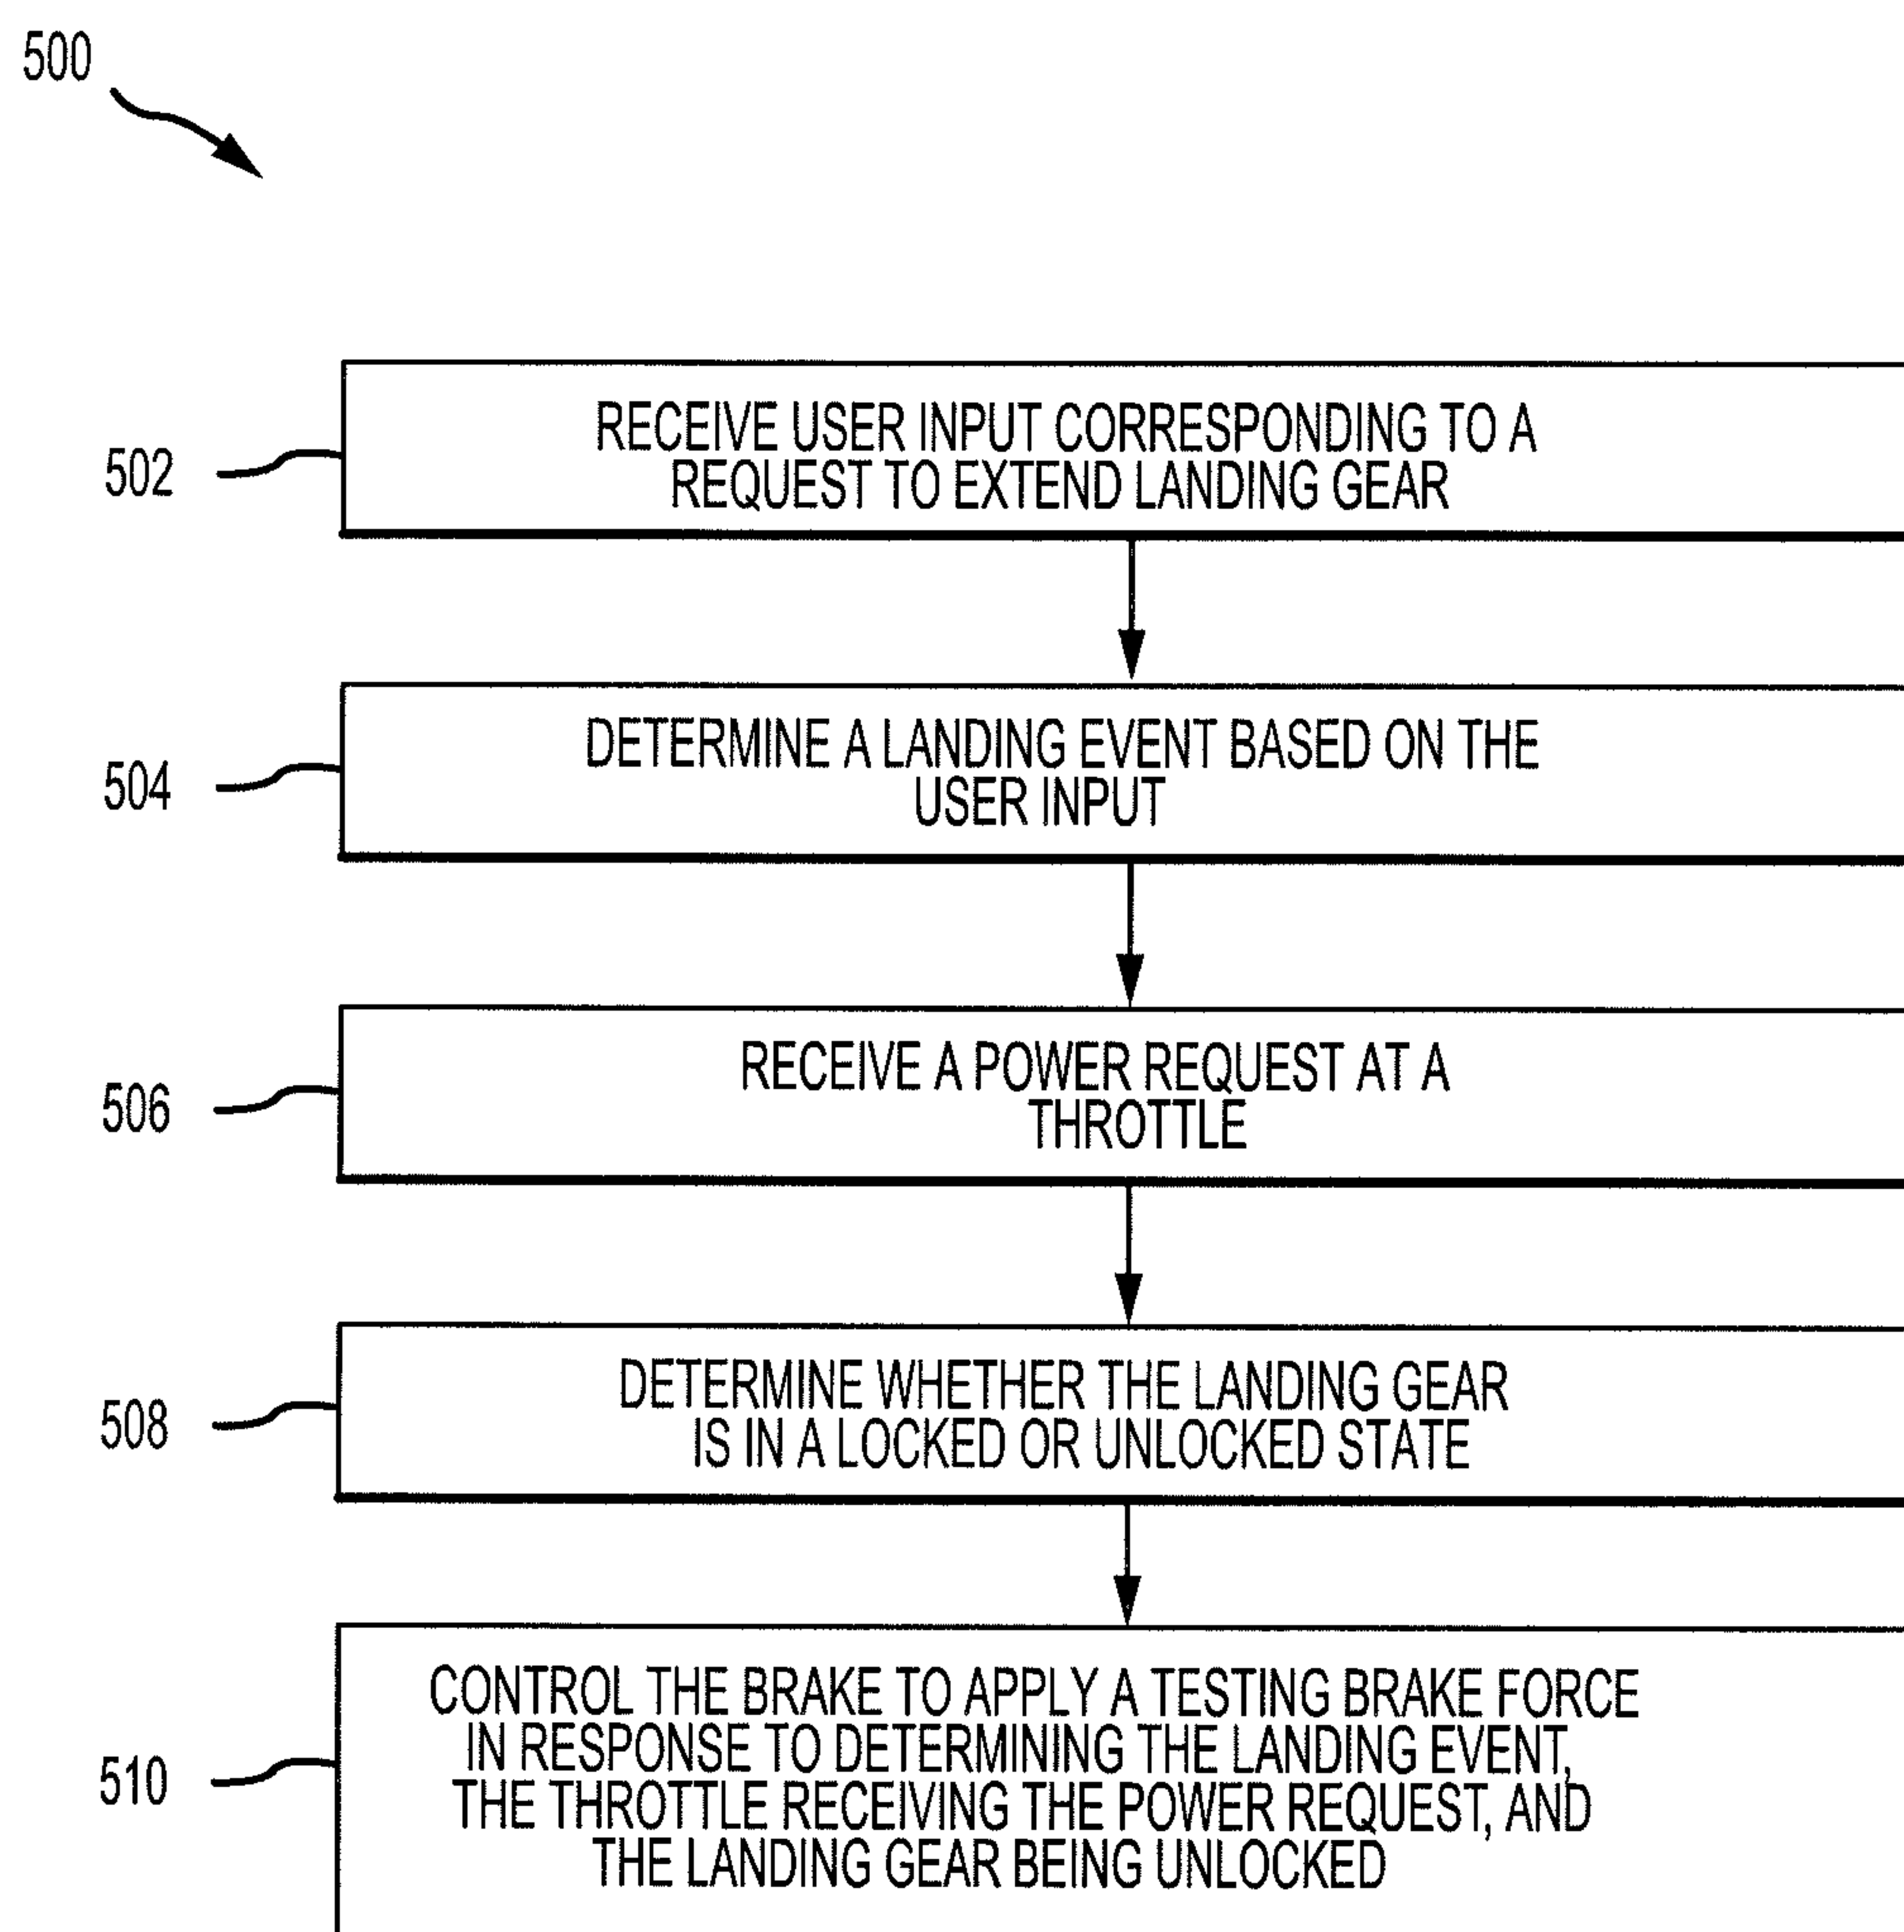 500
502
RECEIVE USER INPUT CORRESPONDING TO A
REQUEST TO EXTEND LANDING GEAR
504
DETERMINE A LANDING EVENT BASED ON THE
USER INPUT
506
RECEIVE A POWER REQUEST AT A
THROTTLE
508
DETERMINE WHETHER THE LANDING GEAR
IS IN A LOCKED OR UNLOCKED STATE
510
CONTROL THE BRAKE TO APPLY A TESTING BRAKE FORCE
IN RESPONSE TO DETERMINING THE LANDING EVENT,
THE THROTTLE RECEIVING THE POWER REQUEST, AND
THE LANDING GEAR BEING UNLOCKED